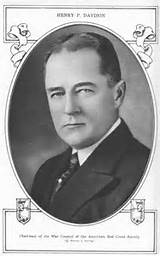 HENRY P. DAVISON
Chairman of the War Council of the American Red Cross Society